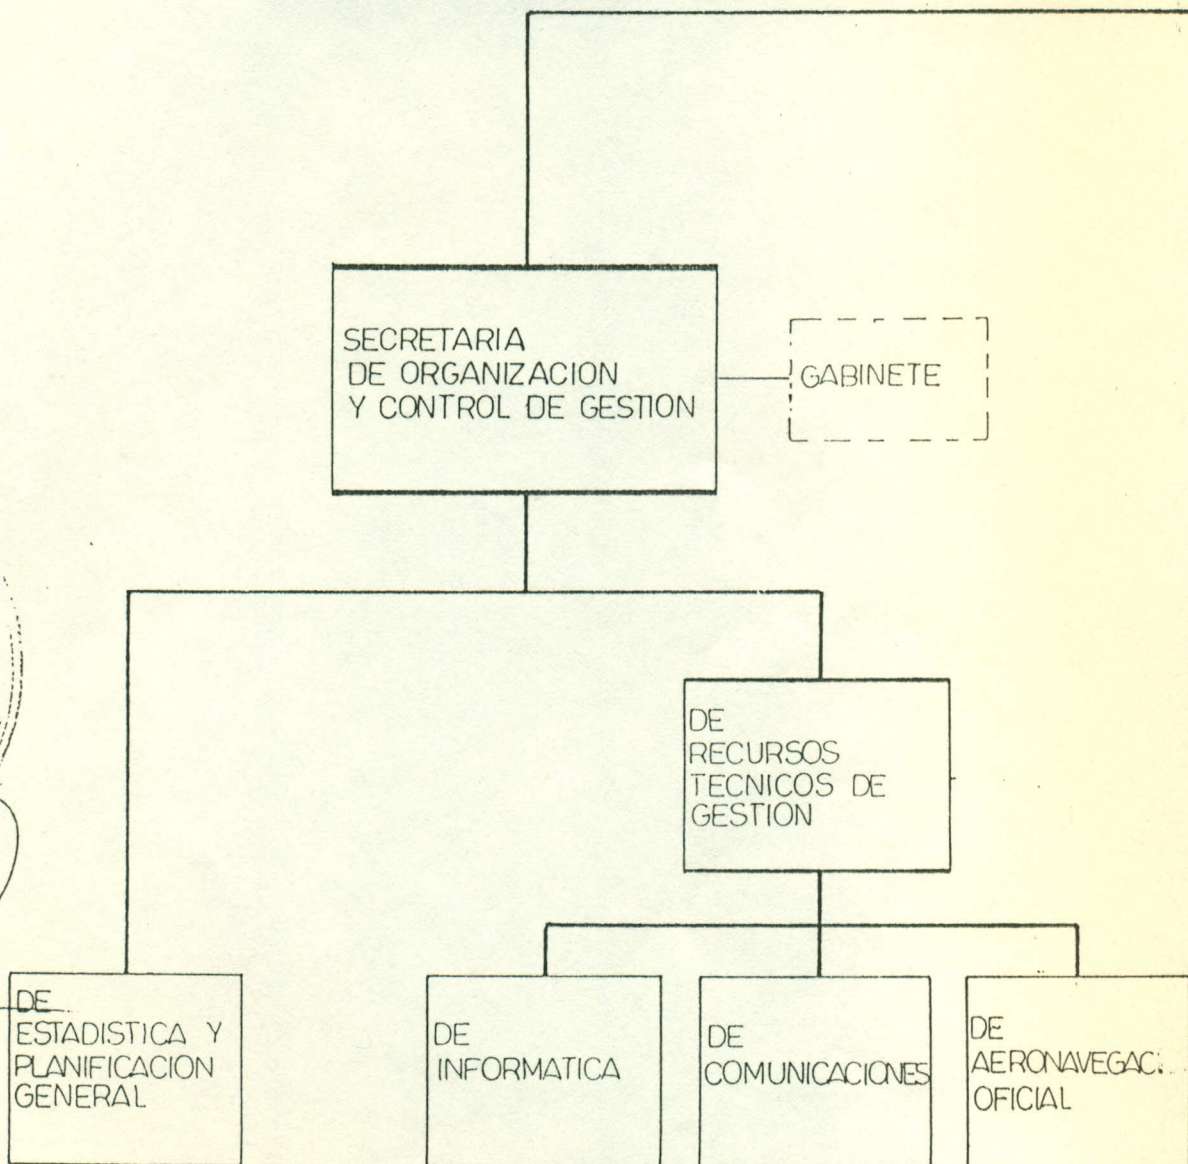 SECRETARIA
DE ORGANIZACION
Y CONTROL DE GESTION
GABINETE
DE
RECURSOS
TECNICOS DE
GESTION
DE
ESTADISTICA Y
PLANIFICACION
GENERAL
DE
INFORMATICA
DE
COMUNICACIONES
DE
AERONAVEGAC.
OFICIAL